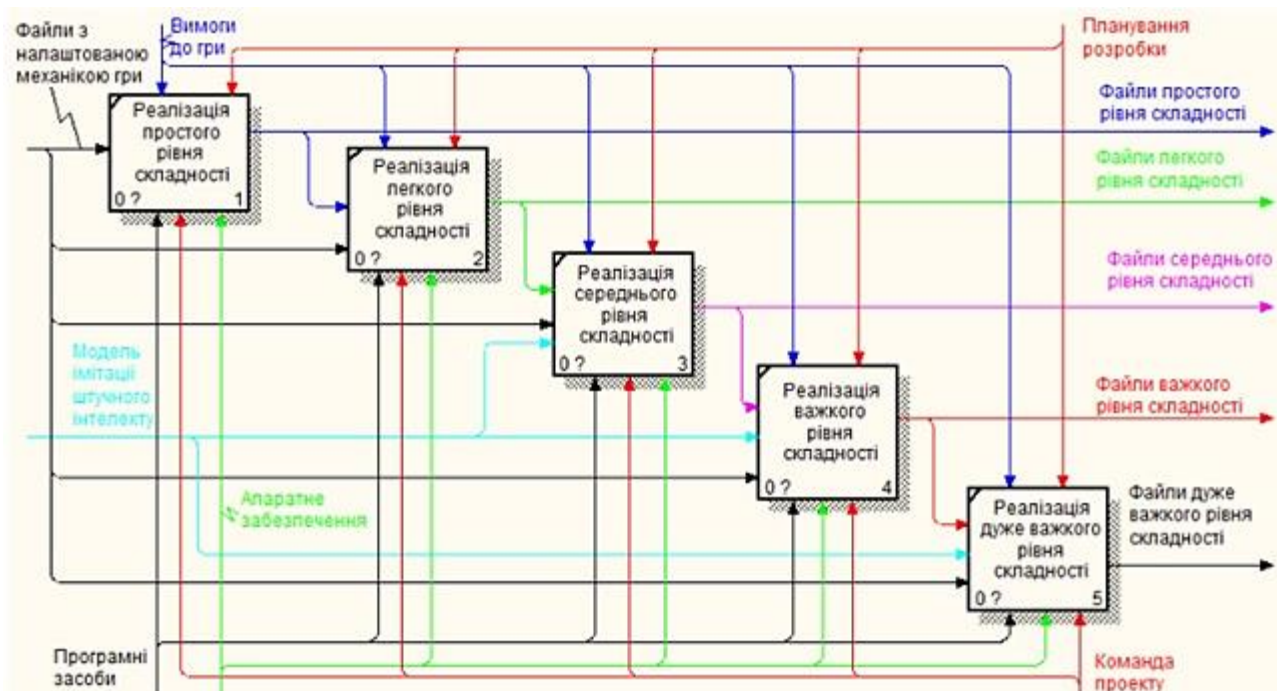 Файли з
налаштованою
механікою гри
Вимоги
до гри
Планування
розробки
Реалізація
простого
рівня
складності
0 ?
1
Файли простого
рівня складності
Реалізація
легкого
рівня
складності
0 ?
2
Файли легкого
рівня складності
Реалізація
середнього
рівня
складності
0 ?
3
Файли середнього
рівня складності
Модель
імітації
штучного
інтелекту
Реалізація
важкого
рівня
складності
0 ?
4
Файли важкого
рівня складності
Апаратне
забезпечення
Реалізація
дуже важкого
рівня
складності
0 ?
5
Файли дуже
важкого рівня
складності
Програмні
засоби
Команда
проекту